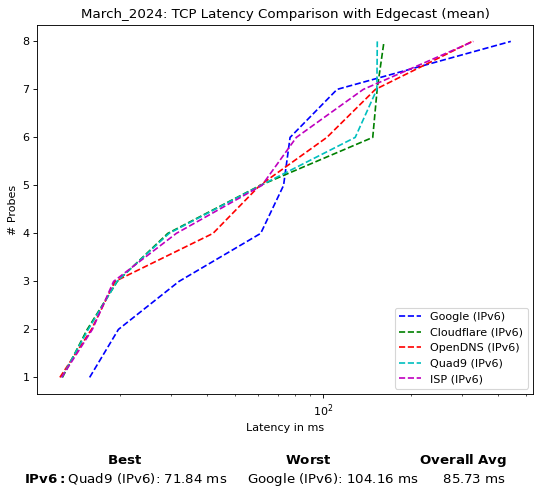 March_2024: TCP Latency Comparison with Edgecast (mean)
8
7
6
5
4
3
2
1
# Probes
Google (IPv6)
Cloudflare (IPv6)
OpenDNS (IPv6)
Quad9 (IPv6)
ISP (IPv6)
10²
Latency in ms
Best Worst Overall Avg
IPv6: Quad9 (IPv6): 71.84 ms Google (IPv6): 104.16 ms 85.73 ms